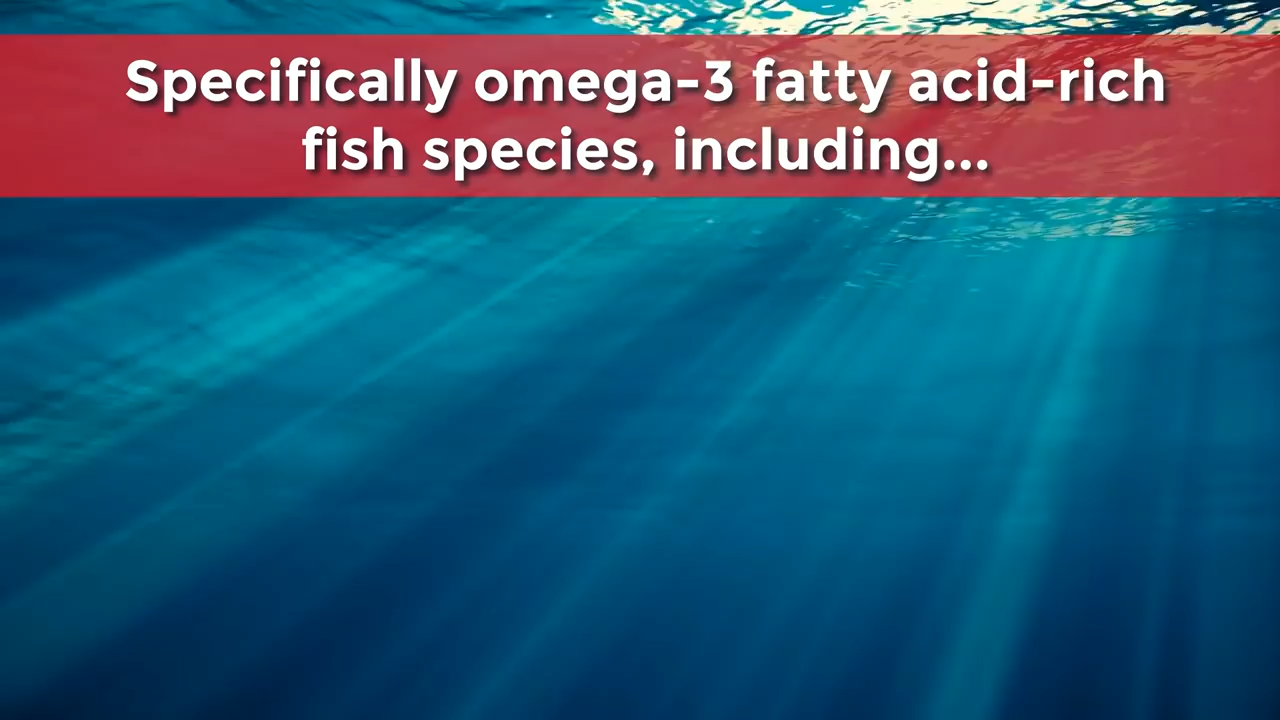 Specifically omega-3 fatty acid-rich
fish species, including...